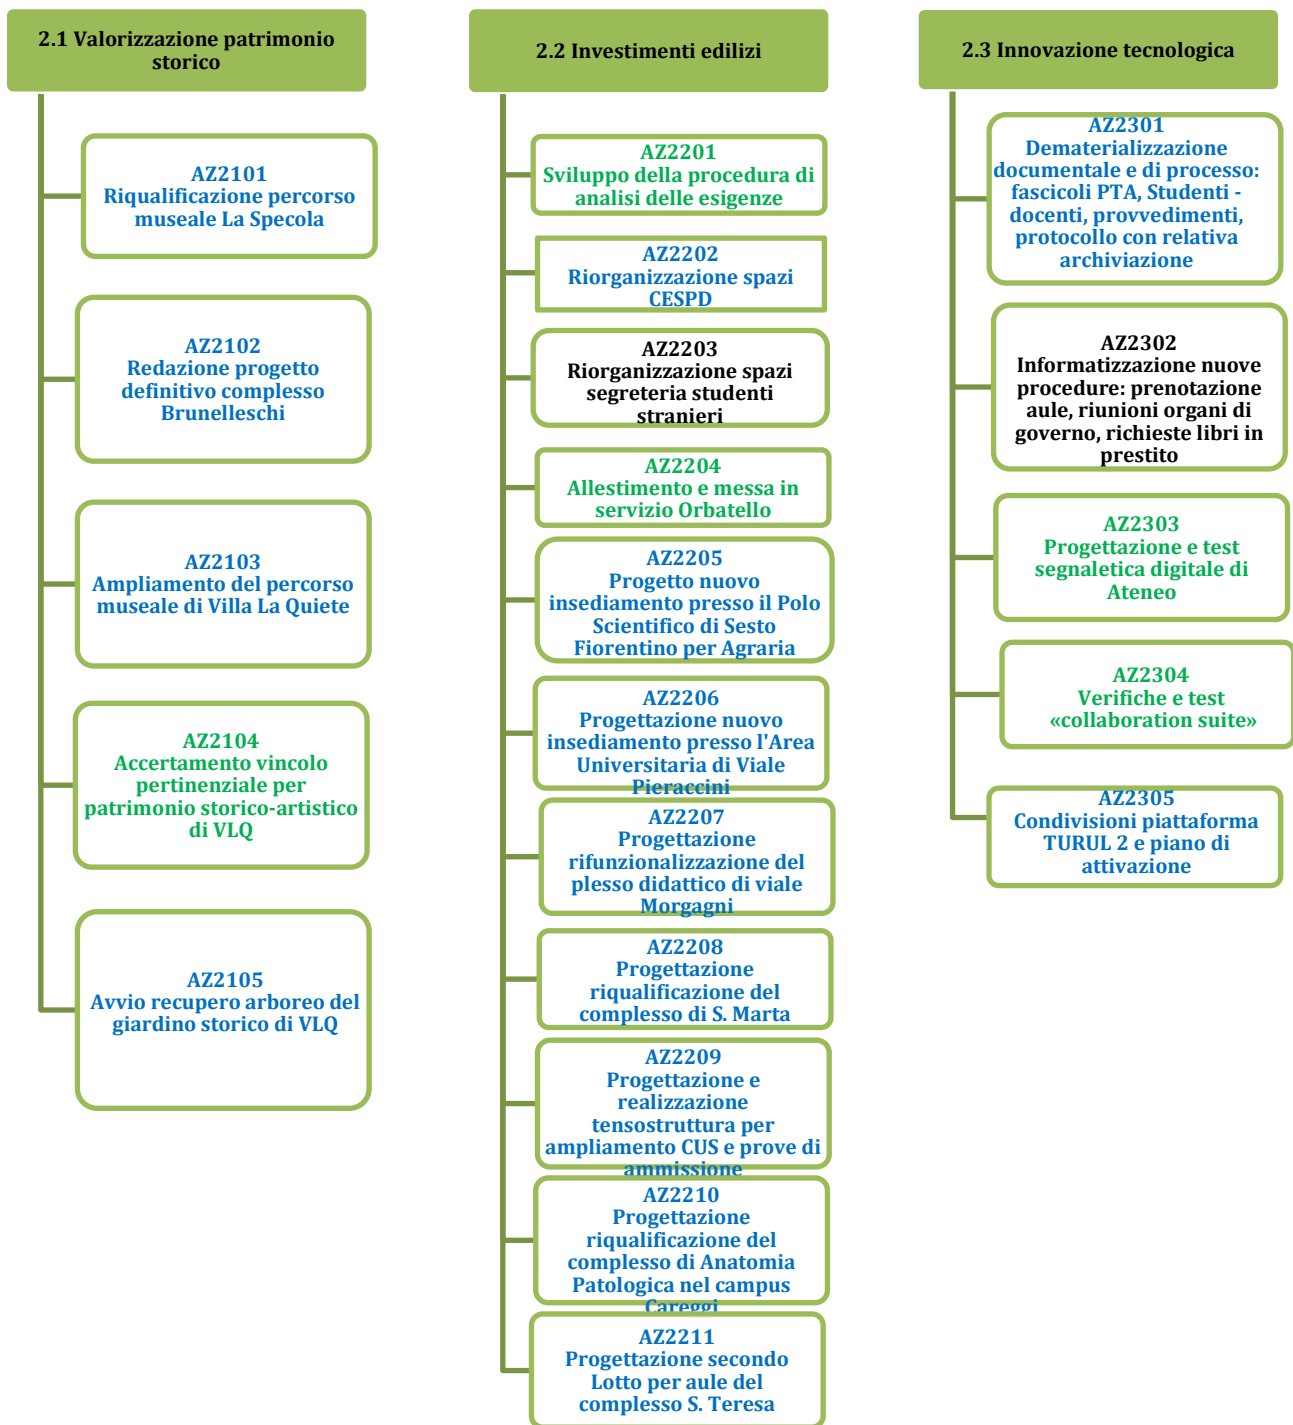 2.1 Valorizzazione patrimonio
storico
AZ2101
Riqualificazione percorso
museale La Specola
AZ2102
Redazione progetto
definitivo complesso
Brunelleschi
AZ2103
Ampliamento del percorso
museale di Villa La Quiete
AZ2104
Accertamento vincolo
pertinenziale per
patrimonio storico-artistico
di VLQ
AZ2105
Avvio recupero arboreo del
giardino storico di VLQ
2.2 Investimenti edilizi
AZ2201
Sviluppo della procedura di
analisi delle esigenze
AZ2202
Riorganizzazione spazi
CESPD
AZ2203
Riorganizzazione spazi
segreteria studenti
stranieri
AZ2204
Allestimento e messa in
servizio Orbatello
AZ2205
Progetto nuovo
insediamento presso il Polo
Scientifico di Sesto
Fiorentino per Agraria
AZ2206
Progettazione nuovo
insediamento presso l'Area
Universitaria di Viale
Pieraccini
AZ2207
Progettazione
rifunzionalizzazione del
plesso didattico di viale
Morgagni
AZ2208
Progettazione
riqualificazione del
complesso di S. Marta
AZ2209
Progettazione e
realizzazione
tensostruttura per
ampliamento CUS e prove di
ammissione
AZ2210
Progettazione
riqualificazione del
complesso di Anatomia
Patologica nel campus
Careggi
AZ2211
Progettazione secondo
Lotto per aule del
complesso S. Teresa
2.3 Innovazione tecnologica
AZ2301
Dematerializzazione
documentale e di processo:
fascicoli PTA, Studenti -
docenti, provvedimenti,
protocollo con relativa
archiviazione
AZ2302
Informatizzazione nuove
procedure: prenotazione
aule, riunioni organi di
governo, richieste libri in
prestito
AZ2303
Progettazione e test
segnaletica digitale di
Ateneo
AZ2304
Verifiche e test
«collaboration suite»
AZ2305
Condivisioni piattaforma
TURUL 2 e piano di
attivazione